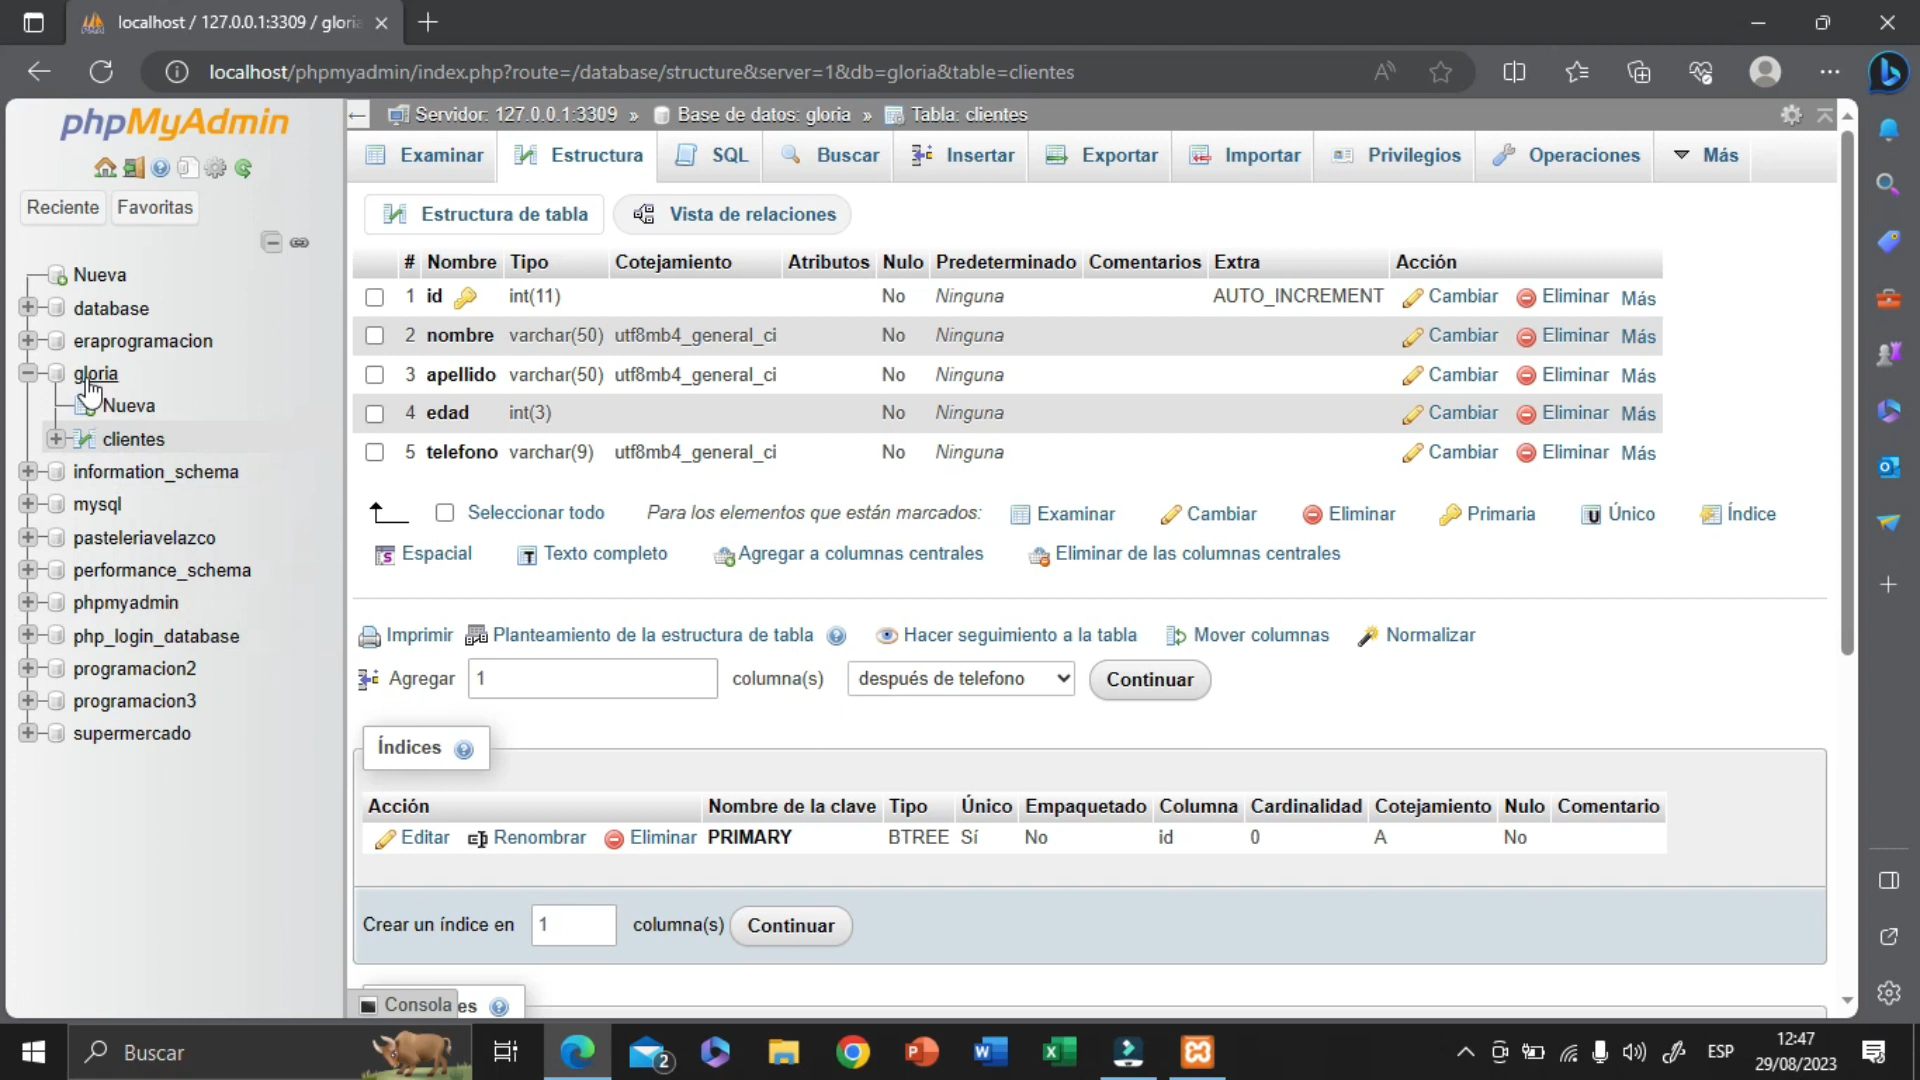 localhost / 127.0.0.1:3309 / glori
localhost/phpmyadmin/index.php?route=/database/structure&server=1&db=gloria&table=clientes
phpMyAdmin
Reciente Favoritas
Nueva
database
eraprogramacion
gloria
Nueva
clientes
information_schema
mysql
pasteleriavelazco
performance_schema
phpmyadmin
php_login_database
programacion2
programacion3
supermercado
Servidor: 127.0.0.1:3309 » Base de datos: gloria » Tabla: clientes
Examinar Estructura SQL Buscar Insertar Exportar Importar Privilegios Operaciones Más
Estructura de tabla Vista de relaciones
# Nombre Tipo Cotejamiento Atributos Nulo Predeterminado Comentarios Extra Acción
1 id int(11) No Ninguna AUTO_INCREMENT Cambiar Eliminar Más
2 nombre varchar(50) utf8mb4_general_ci No Ninguna Cambiar Eliminar Más
3 apellido varchar(50) utf8mb4_general_ci No Ninguna Cambiar Eliminar Más
4 edad int(3) No Ninguna Cambiar Eliminar Más
5 telefono varchar(9) utf8mb4_general_ci No Ninguna Cambiar Eliminar Más
Seleccionar todo Para los elementos que están marcados: Examinar Cambiar Eliminar Primaria Único Índice
Espacial Texto completo Agregar a columnas centrales Eliminar de las columnas centrales
Imprimir Planteamiento de la estructura de tabla Hacer seguimiento a la tabla Mover columnas Normalizar
Agregar 1 columna(s) después de telefono Continuar
Índices
Acción Nombre de la clave Tipo Único Empaquetado Columna Cardinalidad Cotejamiento Nulo Comentario
Editar Renombrar Eliminar PRIMARY BTREE Sí No id 0 A No
Crear un índice en 1 columna(s) Continuar
Consola es
Buscar
2
ESP
12:47
29/08/2023